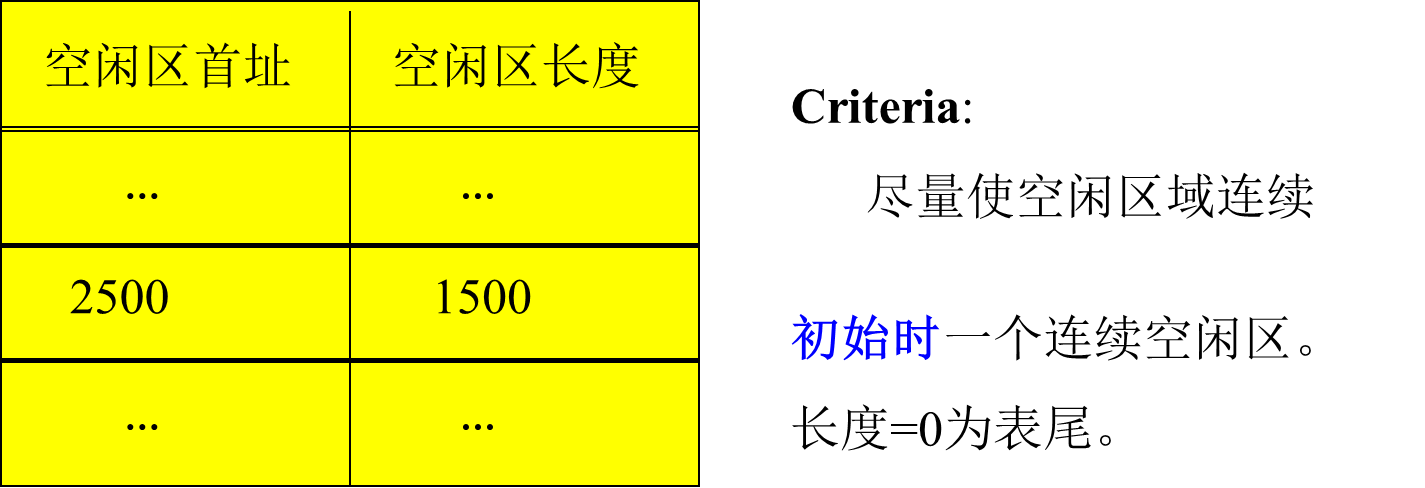 空闲区首址 空闲区长度
... ...
2500 1500
... ...
Criteria:
尽量使空闲区域连续
初始时一个连续空闲区。
长度=0为表尾。